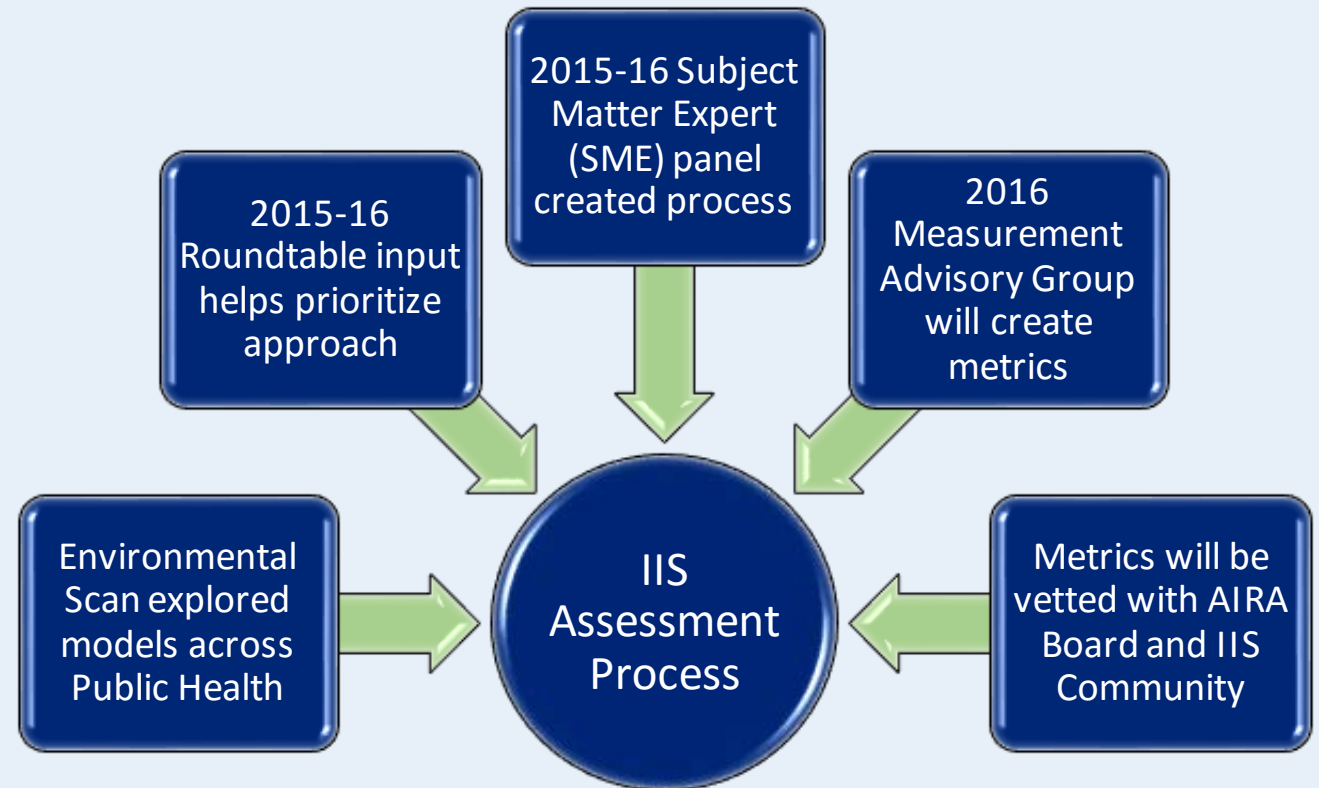 2015-16 Subject
Matter Expert
(SME) panel
created process
2015-16
Roundtable input
helps prioritize
approach
2016
Measurement
Advisory Group
will create
metrics
Environmental
Scan explored
models across
Public Health
IIS
Assessment
Process
Metrics will be
vetted with AIRA
Board and IIS
Community